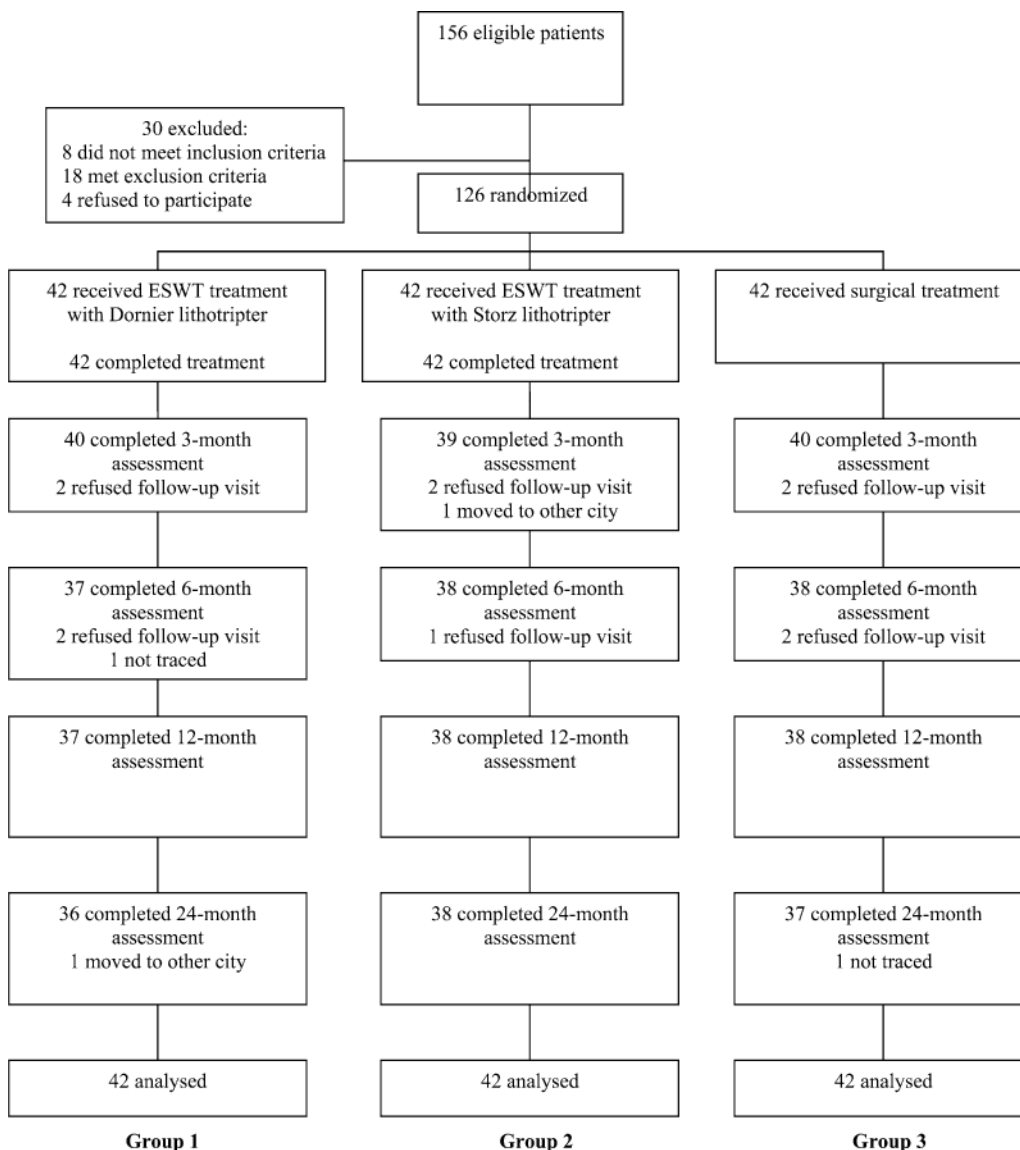 156 eligible patients
30 excluded:
8 did not meet inclusion criteria
18 met exclusion criteria
4 refused to participate
126 randomized
42 received ESWT treatment
with Dornier lithotripter
42 completed treatment
42 received ESWT treatment
with Storz lithotripter
42 completed treatment
42 received surgical treatment
40 completed 3-month
assessment
2 refused follow-up visit
39 completed 3-month
assessment
2 refused follow-up visit
1 moved to other city
40 completed 3-month
assessment
2 refused follow-up visit
37 completed 6-month
assessment
2 refused follow-up visit
1 not traced
38 completed 6-month
assessment
1 refused follow-up visit
38 completed 6-month
assessment
2 refused follow-up visit
37 completed 12-month
assessment
38 completed 12-month
assessment
38 completed 12-month
assessment
36 completed 24-month
assessment
1 moved to other city
38 completed 24-month
assessment
37 completed 24-month
assessment
1 not traced
42 analysed
42 analysed
42 analysed
Group 1
Group 2
Group 3